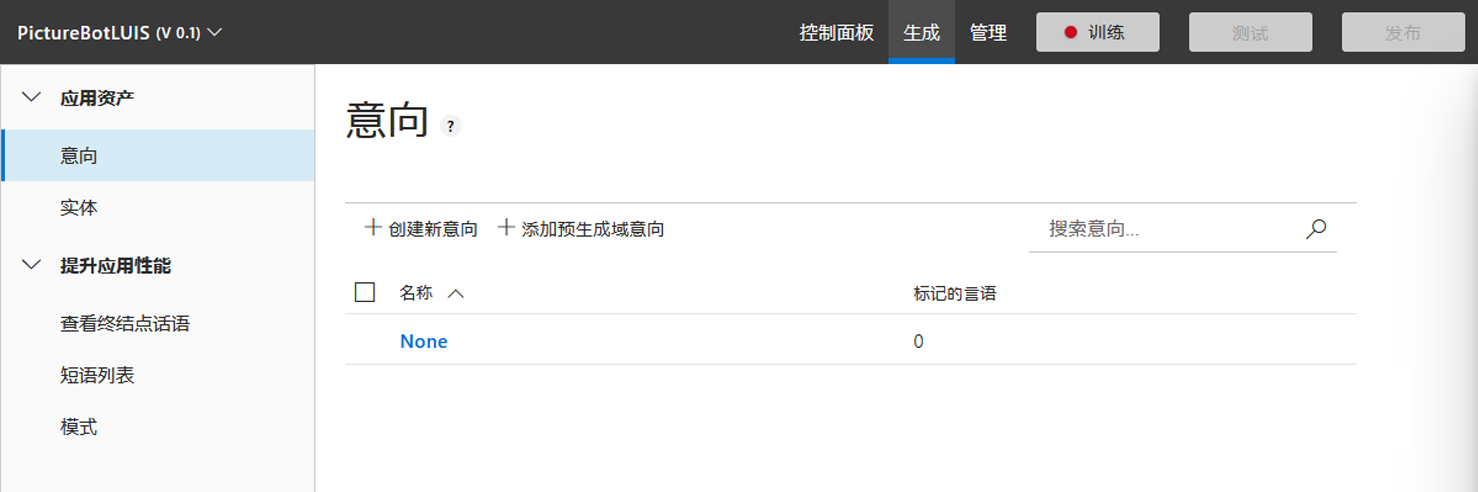 PictureBotLUIS (V 0.1) 控制面板 生成 管理 训练 测试 发布
应用资产
意向
实体
提升应用性能
查看终结点话语
短语列表
模式
意向 ?
创建新意向 添加预生成域意向 搜索意向...
名称 标记的言语
None 0